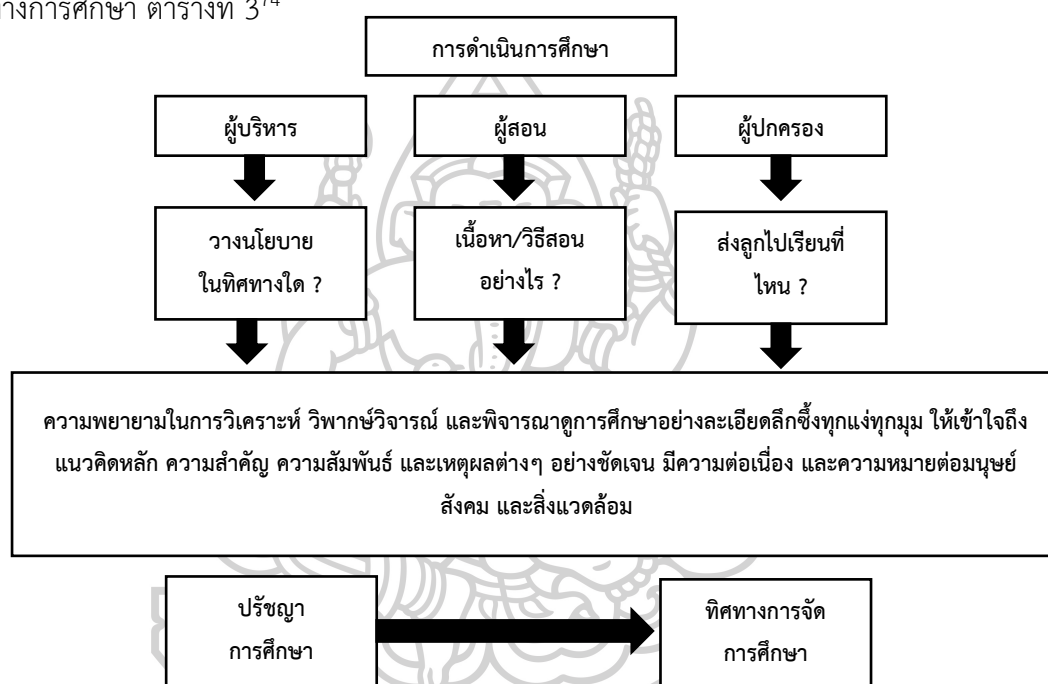 ทางการศึกษา ตารางที่ 3⁷⁴
การดำเนินการศึกษา
ผู้บริหาร
ผู้สอน
ผู้ปกครอง
วางนโยบาย
ในทิศทางใด ?
เนื้อหา/วิธีสอน
อย่างไร ?
ส่งลูกไปเรียนที่
ไหน ?
ความพยายามในการวิเคราะห์ วิพากษ์วิจารณ์ และพิจารณาดูการศึกษาอย่างละเอียดลึกซึ้งทุกแง่ทุกมุม ให้เข้าใจถึง
แนวคิดหลัก ความสำคัญ ความสัมพันธ์ และเหตุผลต่างๆ อย่างชัดเจน มีความต่อเนื่อง และความหมายต่อมนุษย์
สังคม และสิ่งแวดล้อม
ปรัชญา
การศึกษา
ทิศทางการจัด
การศึกษา